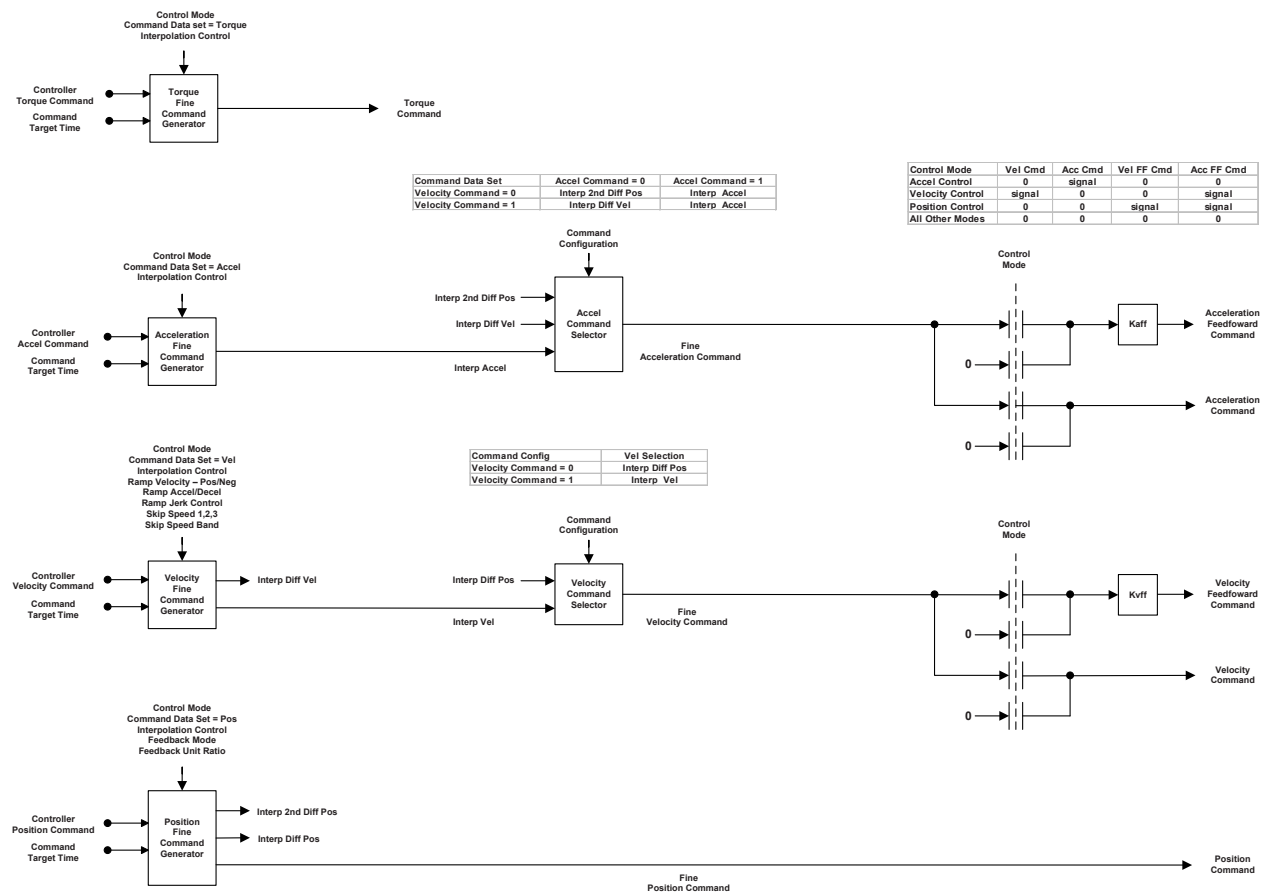 Control Mode
Command Data set = Torque
Interpolation Control
Controller
Torque Command
Command
Target Time
Torque
Fine
Command
Generator
Torque
Command
Command Data Set Accel Command = 0 Accel Command = 1
Velocity Command = 0 Interp 2nd Diff Pos Interp Accel
Velocity Command = 1 Interp Diff Vel Interp Accel
Control Mode Vel Cmd Acc Cmd Vel FF Cmd Acc FF Cmd
Accel Control 0 signal 0 0
Velocity Control signal 0 0 signal
Position Control 0 0 signal signal
All Other Modes 0 0 0 0
Control Mode
Command Data Set = Accel
Interpolation Control
Controller
Accel Command
Command
Target Time
Acceleration
Fine
Command
Generator
Interp Accel
Command
Configuration
Interp 2nd Diff Pos
Interp Diff Vel
Accel
Command
Selector
Fine
Acceleration Command
Control
Mode
0
0
Kaff
Acceleration
Feedfoward
Command
Acceleration
Command
Control Mode
Command Data Set = Vel
Interpolation Control
Ramp Velocity – Pos/Neg
Ramp Accel/Decel
Ramp Jerk Control
Skip Speed 1,2,3
Skip Speed Band
Controller
Velocity Command
Command
Target Time
Velocity
Fine
Command
Generator
Interp Diff Vel
Interp Vel
Command Config Vel Selection
Velocity Command = 0 Interp Diff Pos
Velocity Command = 1 Interp Vel
Command
Configuration
Interp Diff Pos
Velocity
Command
Selector
Fine
Velocity Command
Control
Mode
0
0
Kvff
Velocity
Feedfoward
Command
Velocity
Command
Control Mode
Command Data Set = Pos
Interpolation Control
Feedback Mode
Feedback Unit Ratio
Controller
Position Command
Command
Target Time
Position
Fine
Command
Generator
Interp 2nd Diff Pos
Interp Diff Pos
Fine
Position Command
Position
Command